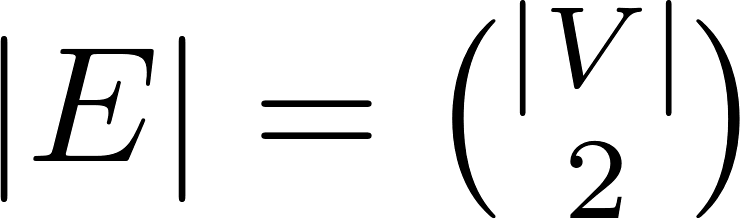 |E| = \binom{|V|}{2}